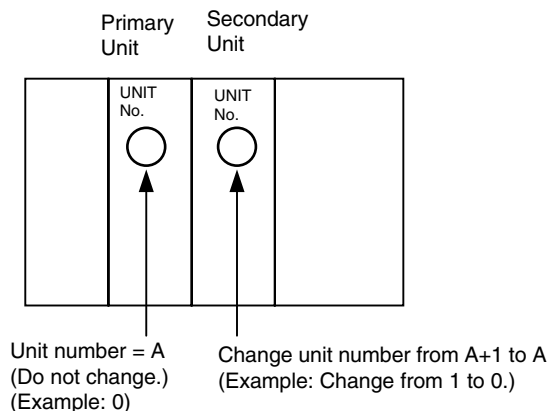 Primary
Unit
Secondary
Unit
UNIT
No.
UNIT
No.
Unit number = A
(Do not change.)
(Example: 0)
Change unit number from A+1 to A
(Example: Change from 1 to 0.)